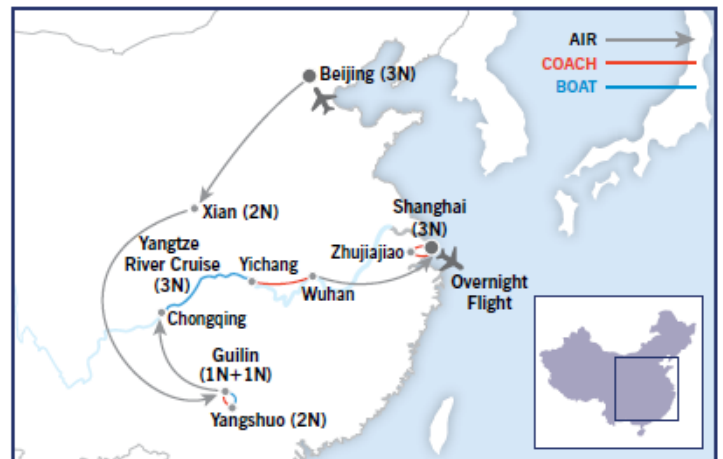 AIR
COACH
BOAT
Beijing (3N)
Xian (2N)
Shanghai
(3N)
Zhujiajiao
Overnight
Flight
Yangtze
River Cruise
(3N)
Yichang
Wuhan
Chongqing
Guilin
(1N+1N)
Yangshuo (2N)